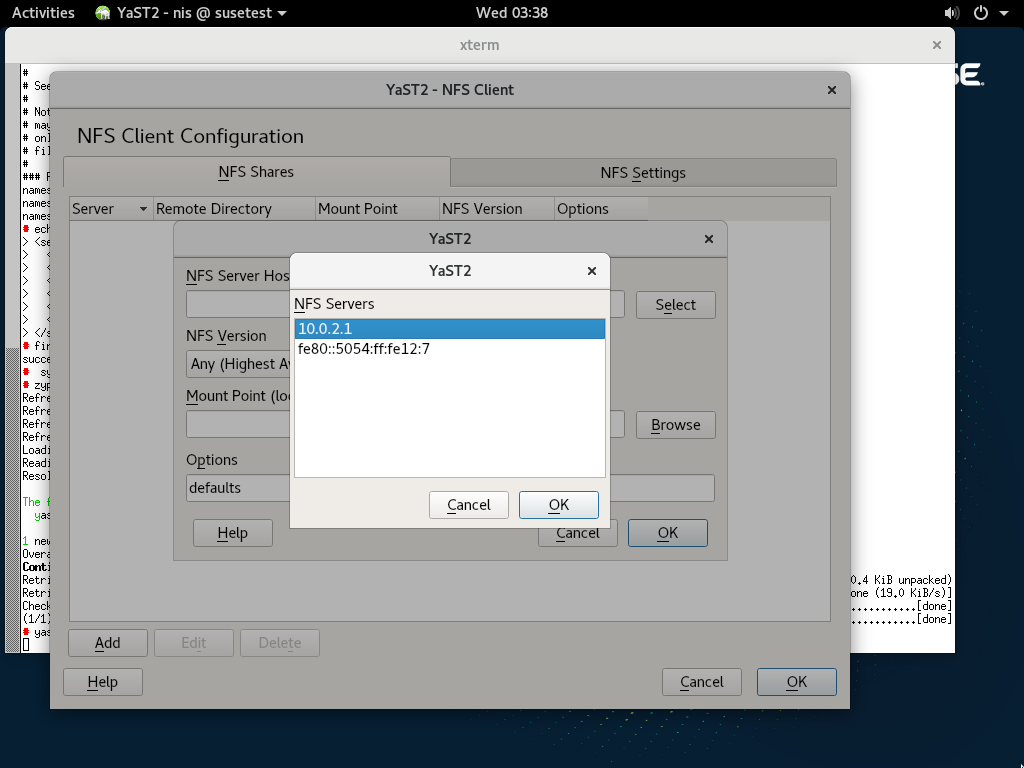 Activities YaST2 - nis @ susetest Wed 03:38
xterm
#
# See
#
# Not
# may
# onl
# fil
#
### F
names
names
names
# ech
> <se
> <
> <
> <
> <
> <
> </s
# fir
succe
# sy
# zyp
Refre
Refre
Refre
Refre
Loadi
Readi
Resol
The f
yas
1 new
Overa
Conti
Retri 0.4 KiB unpacked)
Retri one (19.0 KiB/s)]
Check ...........[done]
(1/1) ...........[done]
yas
YaST2 - NFS Client
NFS Client Configuration
NFS Shares NFS Settings
Server Remote Directory Mount Point NFS Version Options
YaST2
NFS Server Hos
Select
NFS Version
Any (Highest Av
Mount Point (loc
Browse
Options
defaults
Help Cancel OK
YaST2
NFS Servers
10.0.2.1
fe80::5054:ff:fe12:7
Cancel OK
Add Edit Delete
Help Cancel OK
SE.